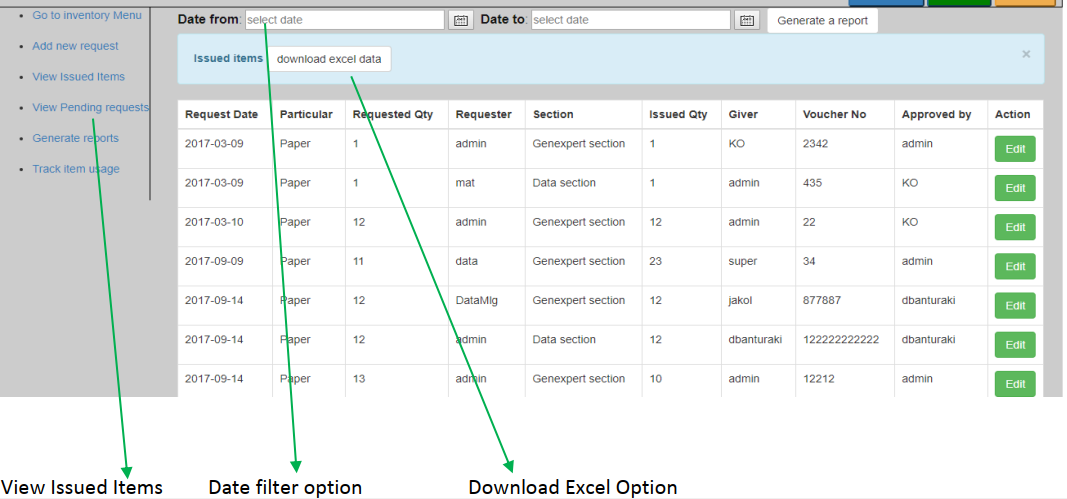 Go to inventory Menu
Add new request
View Issued Items
View Pending requests
Generate reports
Track item usage
Date from: select date Date to: select date Generate a report
Issued items download excel data ×
Request Date Particular Requested Qty Requester Section Issued Qty Giver Voucher No Approved by Action
2017-03-09 Paper 1 admin Genexpert section 1 KO 2342 admin Edit
2017-03-09 Paper 1 mat Data section 1 admin 435 KO Edit
2017-03-10 Paper 12 admin Genexpert section 12 admin 22 KO Edit
2017-09-09 Paper 11 data Genexpert section 23 super 34 admin Edit
2017-09-14 Paper 12 DataMlg Genexpert section 12 jakol 877887 dbanturaki Edit
2017-09-14 Paper 12 admin Data section 12 dbanturaki 122222222222 dbanturaki Edit
2017-09-14 Paper 13 admin Genexpert section 10 admin 12212 admin Edit
View Issued Items Date filter option Download Excel Option